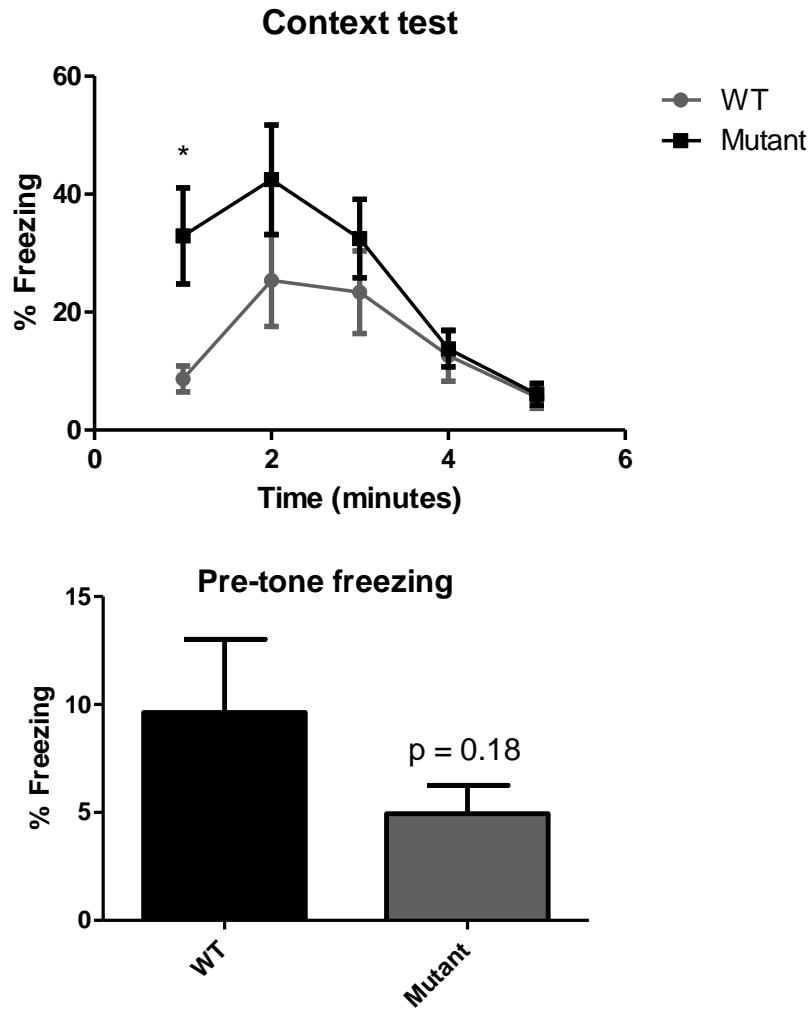 Context test
60
40
20
0
% Freezing
*
WT
Mutant
0 2 4 6
Time (minutes)
Pre-tone freezing
15
10
5
0
% Freezing
p = 0.18
WT Mutant